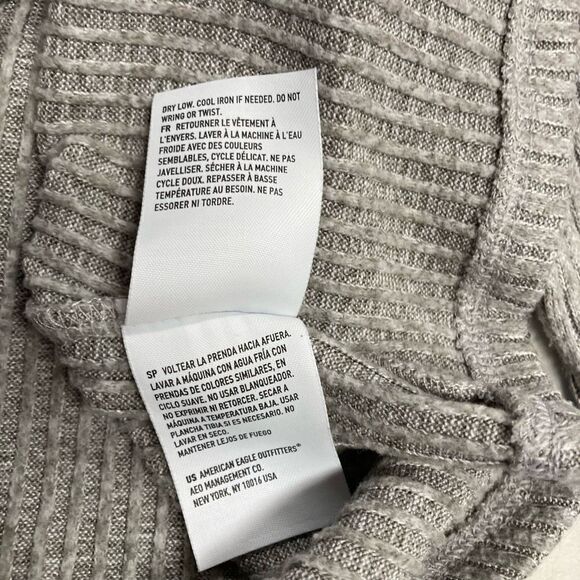 DRY LOW. COOL IRON IF NEEDED. DO NOT
WRING OR TWIST.
FR RETOURNER LE VÊTEMENT À
L'ENVERS. LAVER À LA MACHINE À L'EAU
FROIDE AVEC DES COULEURS
SEMBLABLES, CYCLE DÉLICAT. NE PAS
JAVELLISER. SÉCHER À LA MACHINE
CYCLE DOUX. REPASSER À BASSE
TEMPÉRATURE AU BESOIN. NE PAS
ESSORER NI TORDRE.
SP VOLTEAR LA PRENDA HACIA AFUERA.
LAVAR A MÁQUINA CON AGUA FRÍA CON
PRENDAS DE COLORES SIMILARES, EN
CICLO SUAVE. NO USAR BLANQUEADOR.
NO EXPRIMIR NI RETORCER. SECAR A
MÁQUINA A TEMPERATURA BAJA. USAR
PLANCHA TIBIA SI ES NECESARIO. NO
LAVAR EN SECO.
MANTENER LEJOS DE FUEGO
US AMERICAN EAGLE OUTFITTERS®
AEO MANAGEMENT CO.
NEW YORK, NY 10016 USA